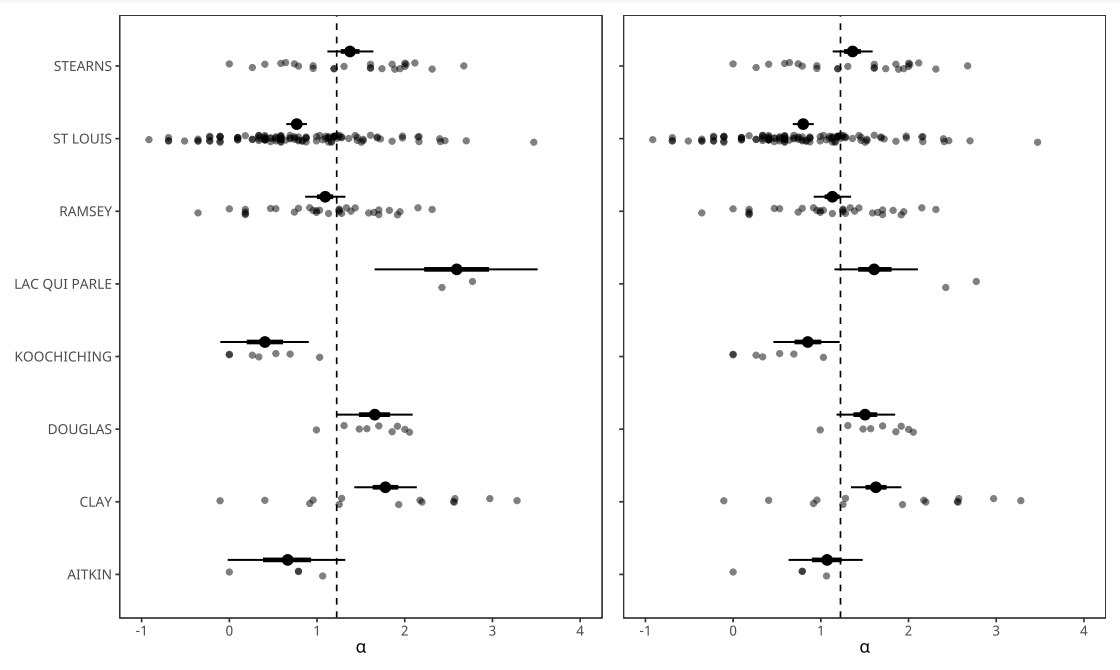 STEARNS
ST LOUIS
RAMSEY
LAC QUI PARLE
KOOCHICHING
DOUGLAS
CLAY
AITKIN
-1 0 1 2 3 4
α
-1 0 1 2 3 4
α